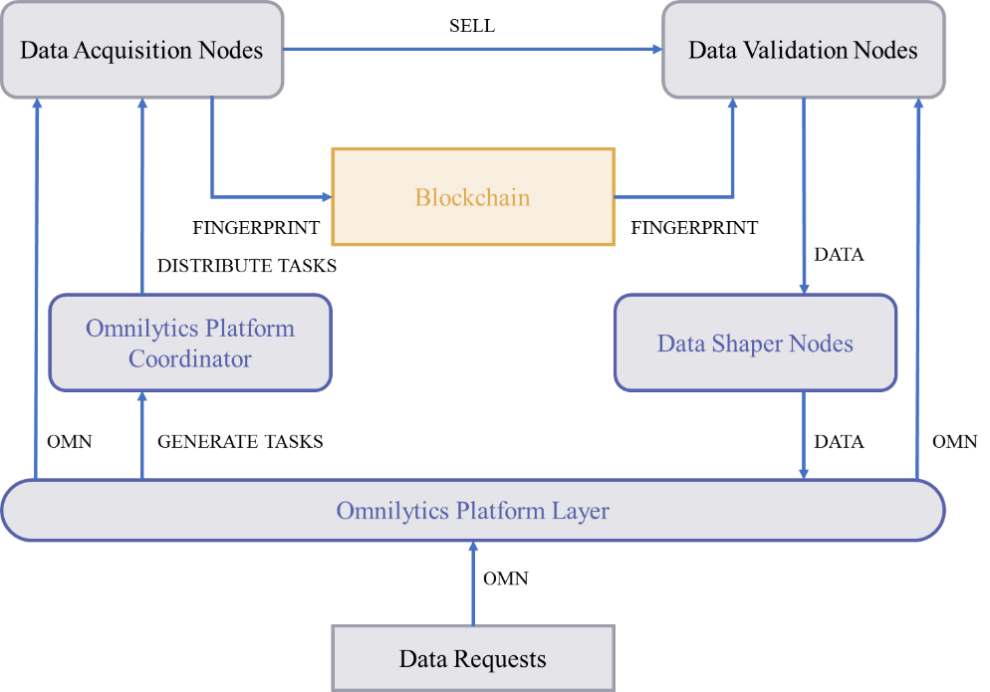 SELL
Data Acquisition Nodes
Data Validation Nodes
Blockchain
FINGERPRINT
FINGERPRINT
DATA
DISTRIBUTE TASKS
Omnilytics Platform
Coordinator
Data Shaper Nodes
OMN
GENERATE TASKS
DATA
OMN
Omnilytics Platform Layer
OMN
Data Requests